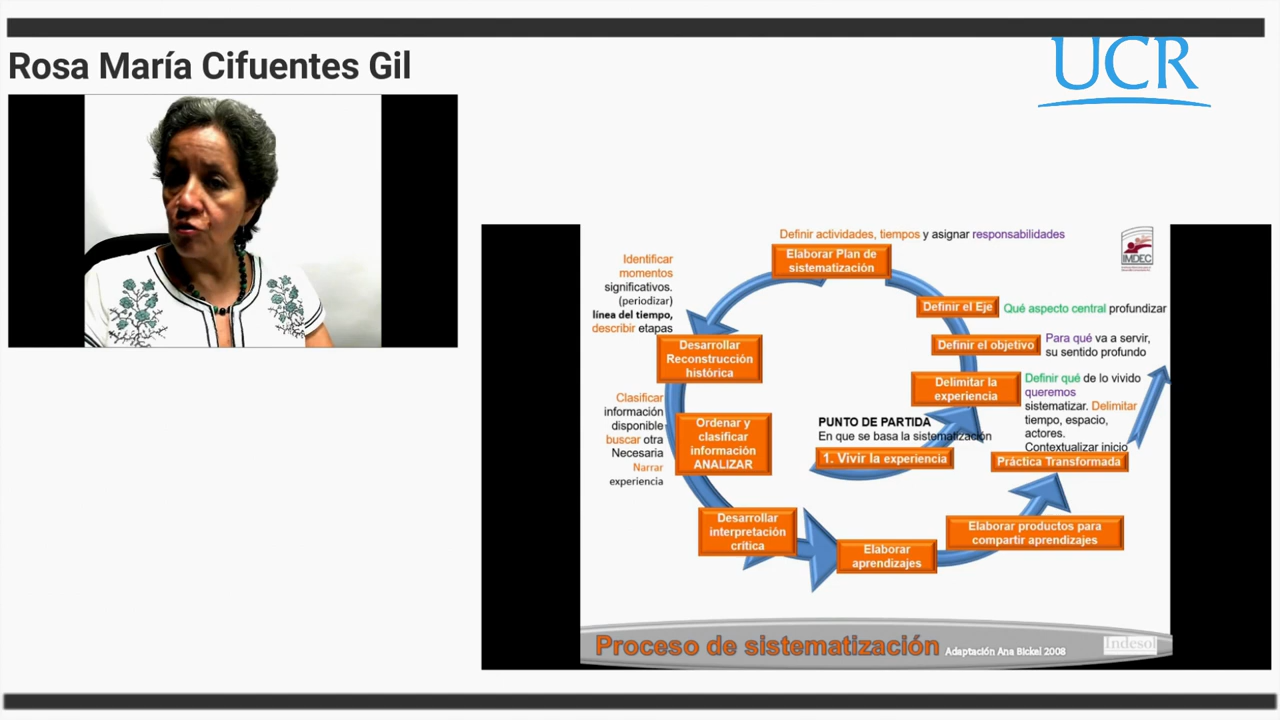 Rosa María Cifuentes Gil
UCR
Definir actividades, tiempos y asignar responsabilidades
IMDEC
Elaborar Plan de
sistematización
Identificar
momentos
significativos.
(periodizar)
línea del tiempo,
describir etapas
Definir el Eje
Qué aspecto central profundizar
Definir el objetivo
Para qué va a servir,
su sentido profundo
Desarrollar
Reconstrucción
histórica
Delimitar la
experiencia
Definir qué de lo vivido
queremos
sistematizar. Delimitar
tiempo, espacio,
actores.
Contextualizar inicio
Clasificar
información
disponible
buscar otra
Necesaria
Narrar
experiencia
Ordenar y
clasificar
información
ANALIZAR
PUNTO DE PARTIDA
En que se basa la sistematización
1. Vivir la experiencia
Práctica Transformada
Desarrollar
interpretación
crítica
Elaborar
aprendizajes
Elaborar productos para
compartir aprendizajes
Proceso de sistematización Adaptación Ana Bickel 2008
Indesol